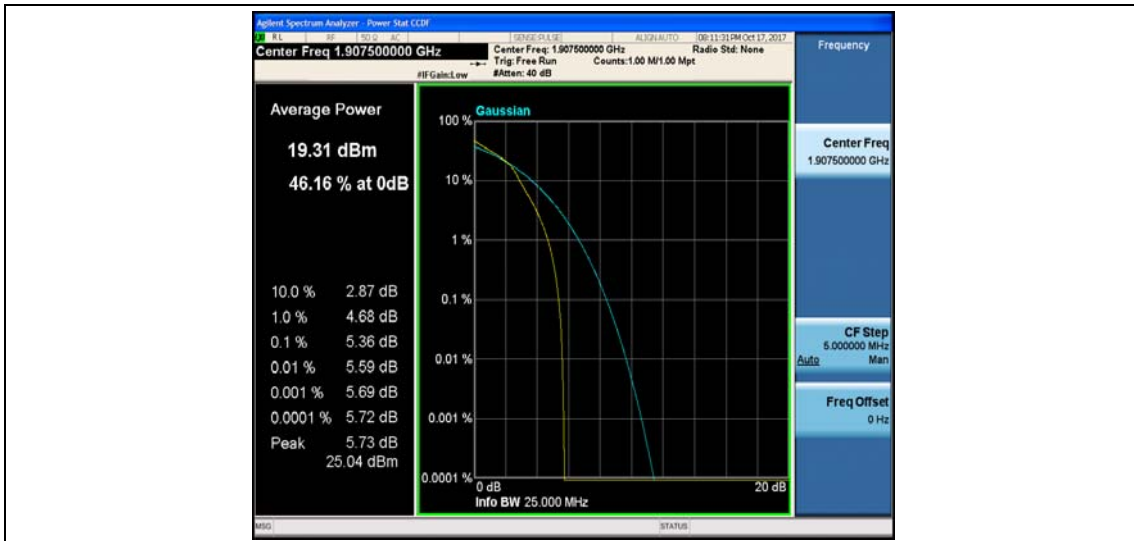 Agilent Spectrum Analyzer - Power Stat CCDF
RL RF 50 Ω AC SENSE:PULSE ALIGN AUTO 08:11:31 PM Oct 17, 2017
Center Freq 1.907500000 GHz
Center Freq: 1.907500000 GHz Radio Std: None
Trig: Free Run Counts:1.00 M/1.00 Mpt
#IFGain:Low #Atten: 40 dB
Frequency
Average Power
19.31 dBm
46.16 % at 0dB
10.0 % 2.87 dB
1.0 % 4.68 dB
0.1 % 5.36 dB
0.01 % 5.59 dB
0.001 % 5.69 dB
0.0001 % 5.72 dB
Peak 5.73 dB
25.04 dBm
Gaussian
100 %
10 %
1 %
0.1 %
0.01 %
0.001 %
0.0001 %
0 dB 20 dB
Info BW 25.000 MHz
Center Freq
1.907500000 GHz
CF Step
5.000000 MHz
Auto Man
Freq Offset
0 Hz
MSG STATUS